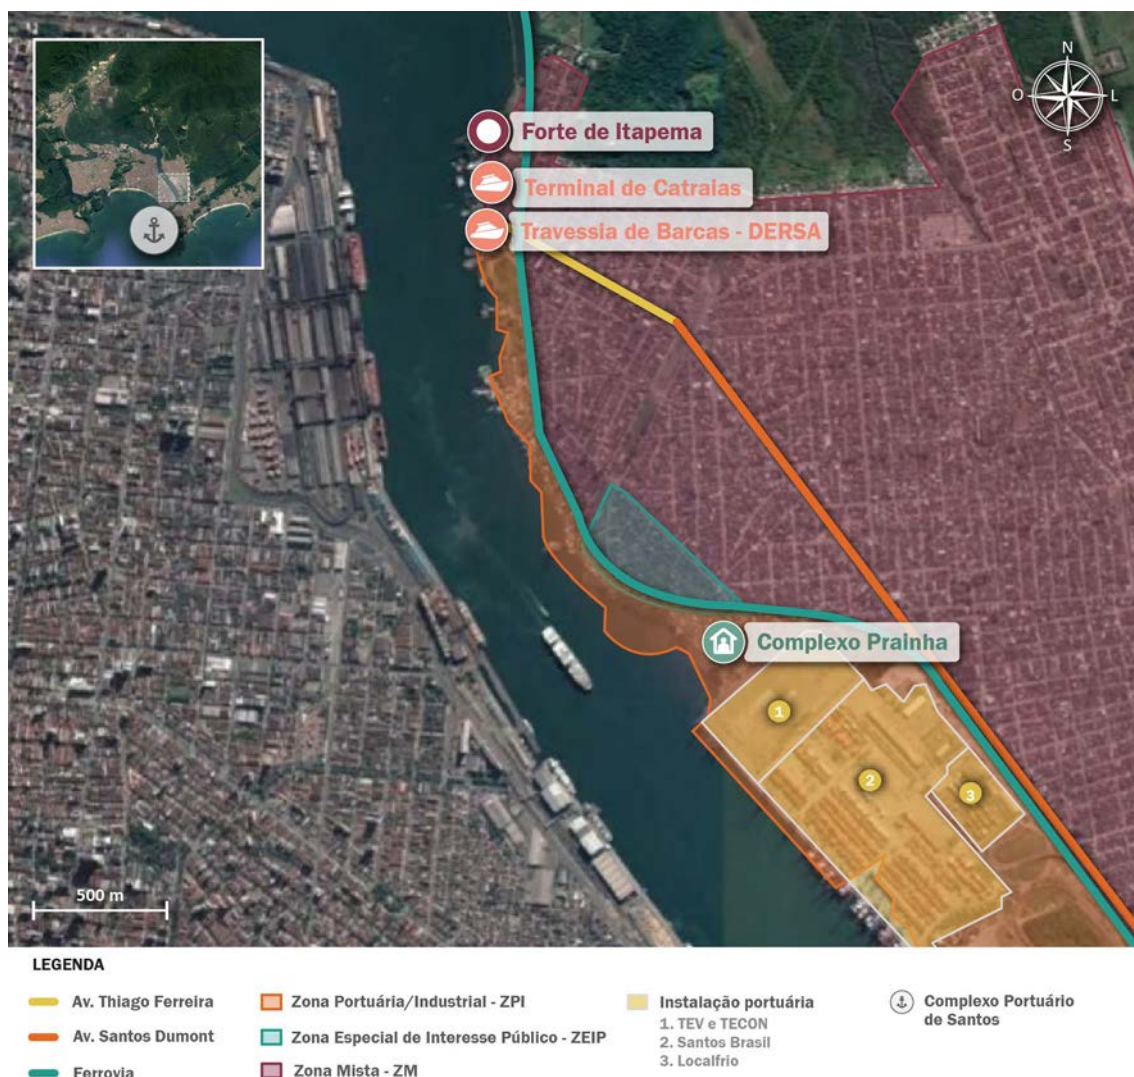 N
O
L
S
Forte de Itapema
Terminal de Catraias
Travessia de Barcas - DERSA
Complexo Prainha
1
2
3
500 m
LEGENDA
Av. Thiago Ferreira
Av. Santos Dumont
Ferrovia
Zona Portuária/Industrial - ZPI
Zona Especial de Interesse Público - ZEIP
Zona Mista - ZM
Instalação portuária
1. TEV e TECON
2. Santos Brasil
3. Localfrio
Complexo Portuário
de Santos